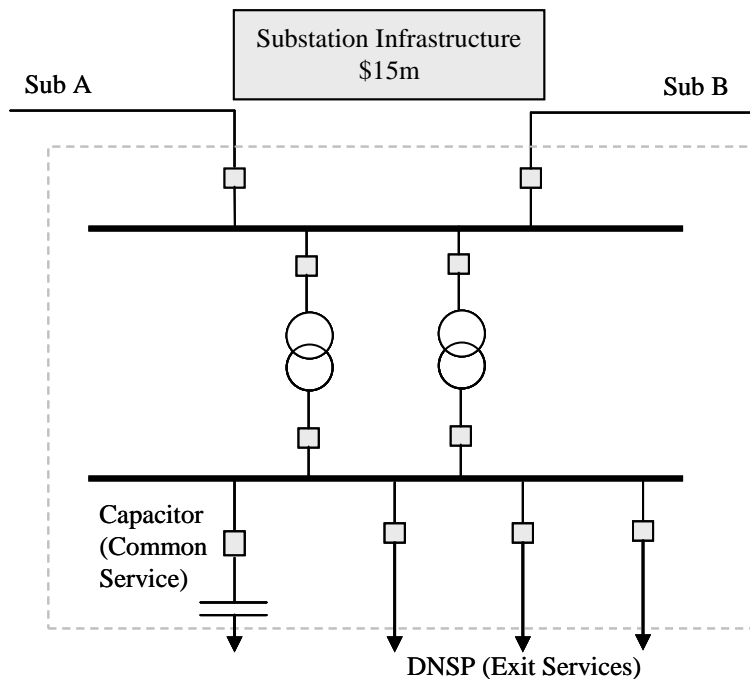 Substation Infrastructure
$15m
Sub A
Sub B
Capacitor
(Common
Service)
DNSP (Exit Services)